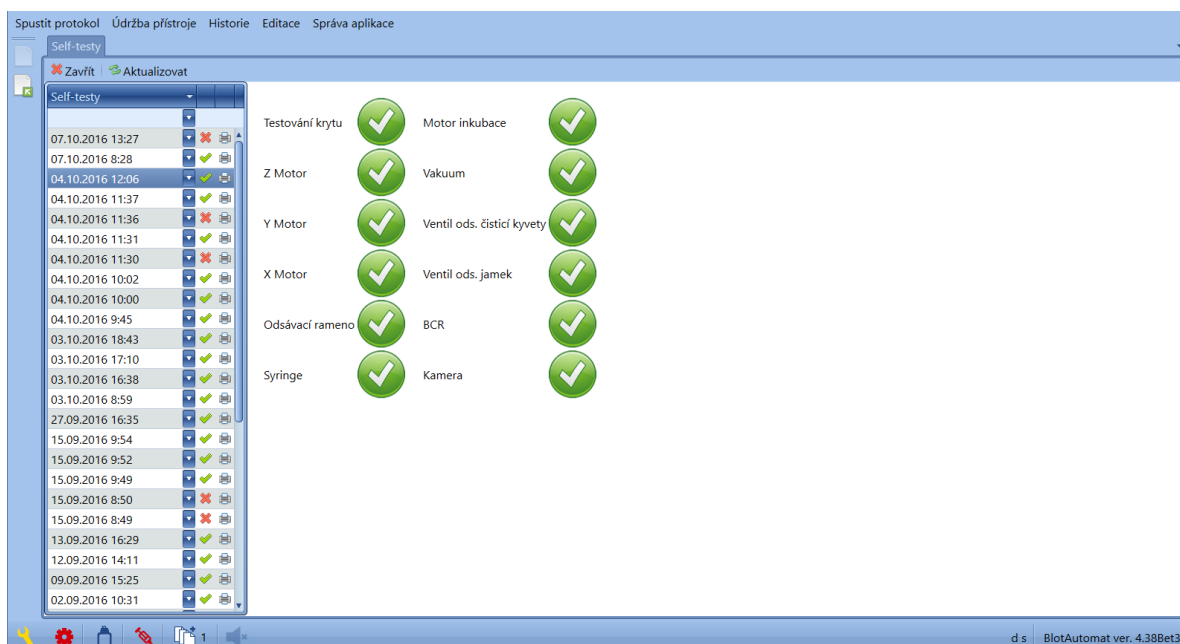 Spustit protokol Údržba přístroje Historie Editace Správa aplikace
Self-testy
Zavřít Aktualizovat
Self-testy
07.10.2016 13:27
07.10.2016 8:28
04.10.2016 12:06
04.10.2016 11:37
04.10.2016 11:36
04.10.2016 11:31
04.10.2016 11:30
04.10.2016 10:02
04.10.2016 10:00
04.10.2016 9:45
03.10.2016 18:43
03.10.2016 17:10
03.10.2016 16:38
03.10.2016 8:59
27.09.2016 16:35
15.09.2016 9:54
15.09.2016 9:52
15.09.2016 9:49
15.09.2016 8:50
15.09.2016 8:49
13.09.2016 16:29
12.09.2016 14:11
09.09.2016 15:25
02.09.2016 10:31
Testování krytu Motor inkubace
Z Motor Vakuum
Y Motor Ventil ods. čisticí kyvety
X Motor Ventil ods. jamek
Odsávací rameno BCR
Syringe Kamera
1 d s BlotAutomat ver. 4.38Bet3